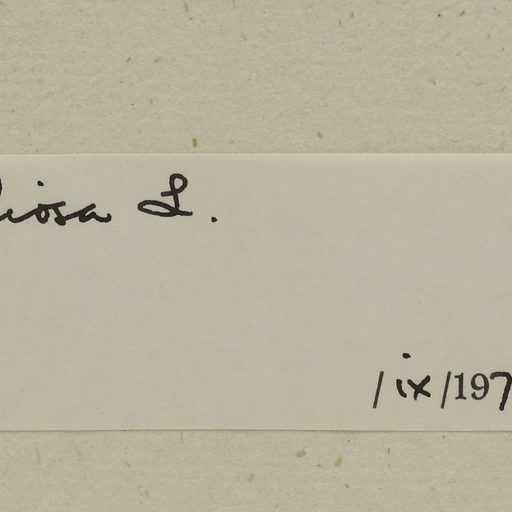 iosa L.
/ix/197